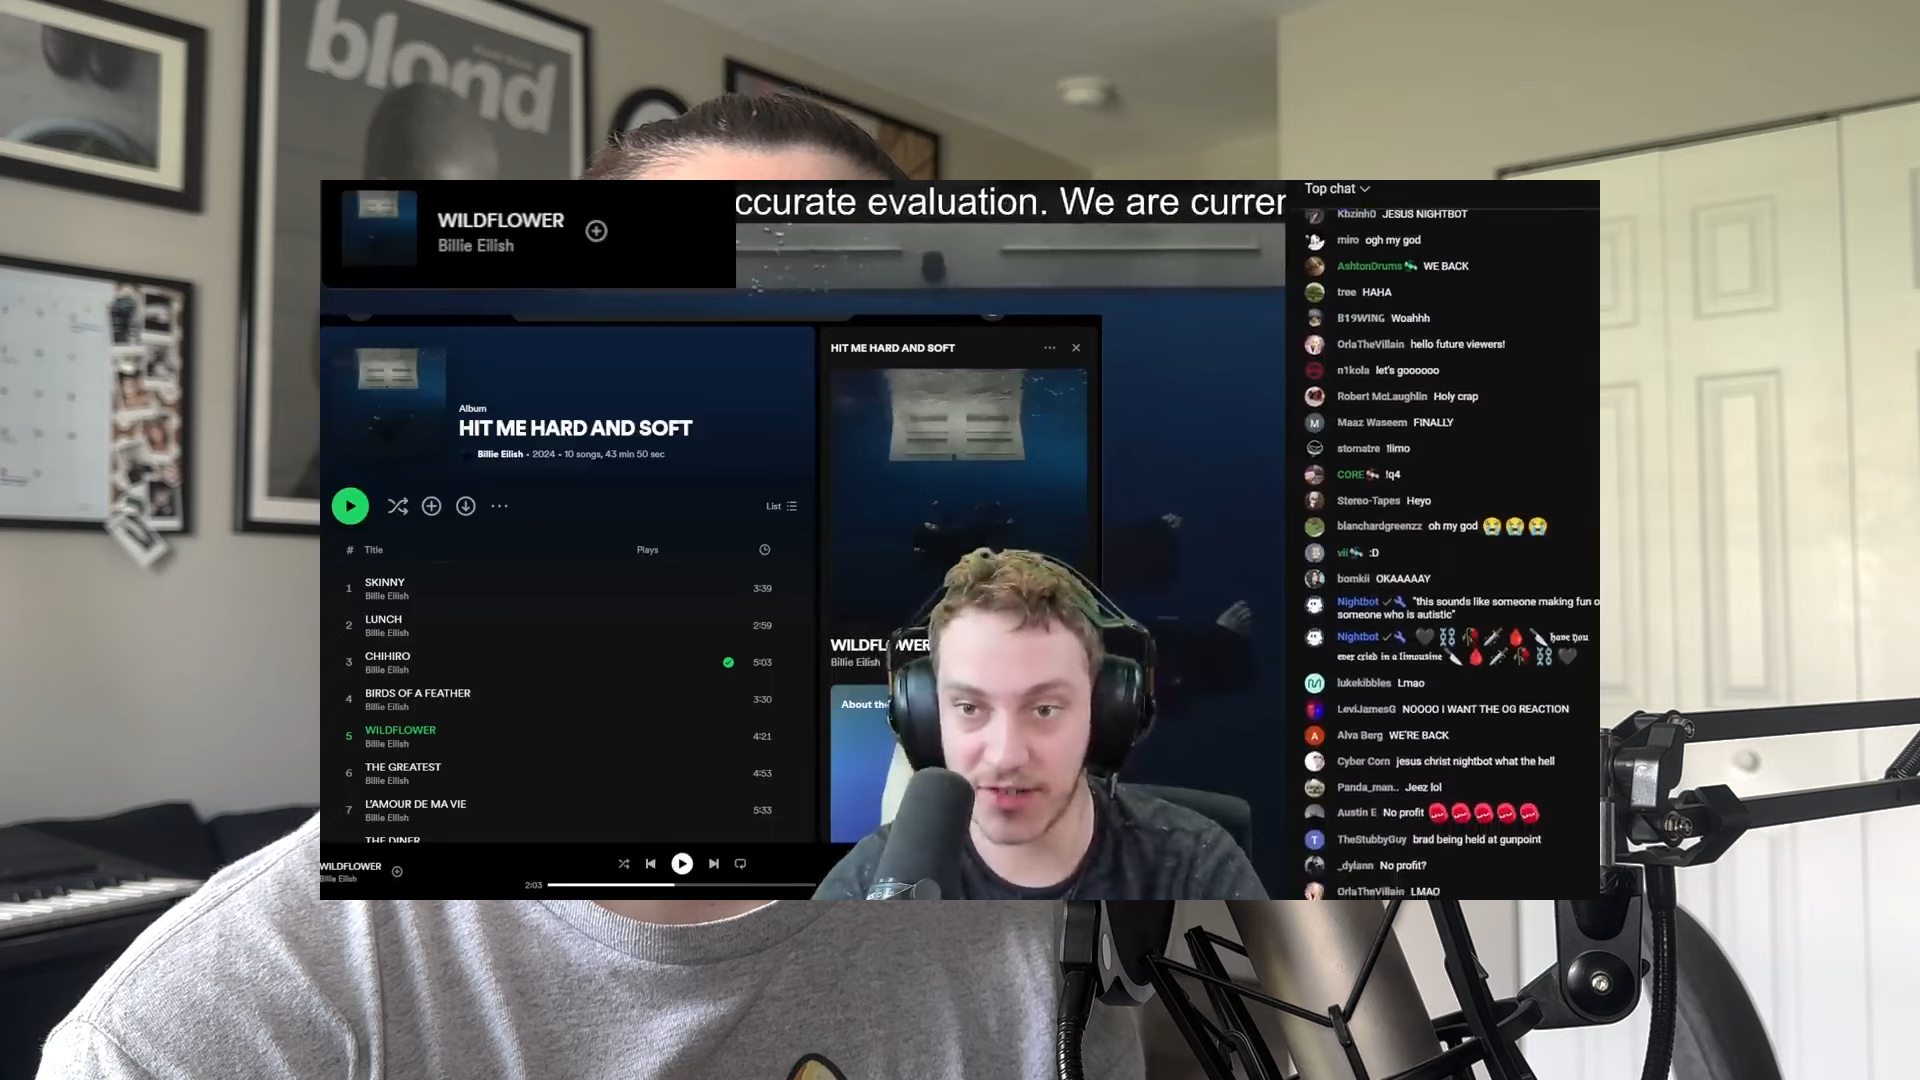 blond
ccurate evaluation. We are curren
WILDFLOWER
Billie Eilish
HIT ME HARD AND SOFT
Album
HIT ME HARD AND SOFT
Billie Eilish • 2024 • 10 songs, 43 min 50 sec
List
# Title Plays
1 SKINNY 3:39
Billie Eilish
2 LUNCH 2:59
Billie Eilish
3 CHIHIRO 5:03
Billie Eilish
4 BIRDS OF A FEATHER 3:30
Billie Eilish
5 WILDFLOWER 4:21
Billie Eilish
6 THE GREATEST 4:53
Billie Eilish
7 L'AMOUR DE MA VIE 5:33
Billie Eilish
THE DINER
WILDFLOWER
Billie Eilish
2:03
WILDFLOWER
Billie Eilish
About the
Top chat
Kbzinh0 JESUS NIGHTBOT
miro ogh my god
AshtonDrums WE BACK
tree HAHA
B19WING Woahhh
OrlaTheVillain hello future viewers!
n1kola let's goooooo
Robert McLaughlin Holy crap
M Maaz Waseem FINALLY
stomatre !limo
CORE !q4
Stereo-Tapes Heyo
blanchardgreenzz oh my god 😭😭😭
vii :D
bomkii OKAAAAY
Nightbot "this sounds like someone making fun o
someone who is autistic"
Nightbot have you
ever cried in a limousine
lukekibbles Lmao
LeviJamesG NOOOO I WANT THE OG REACTION
A Alva Berg WE'RE BACK
Cyber Corn jesus christ nightbot what the hell
Panda_man.. Jeez lol
Austin E No profit
T TheStubbyGuy brad being held at gunpoint
_dylann No profit?
OrlaTheVillain LMAO